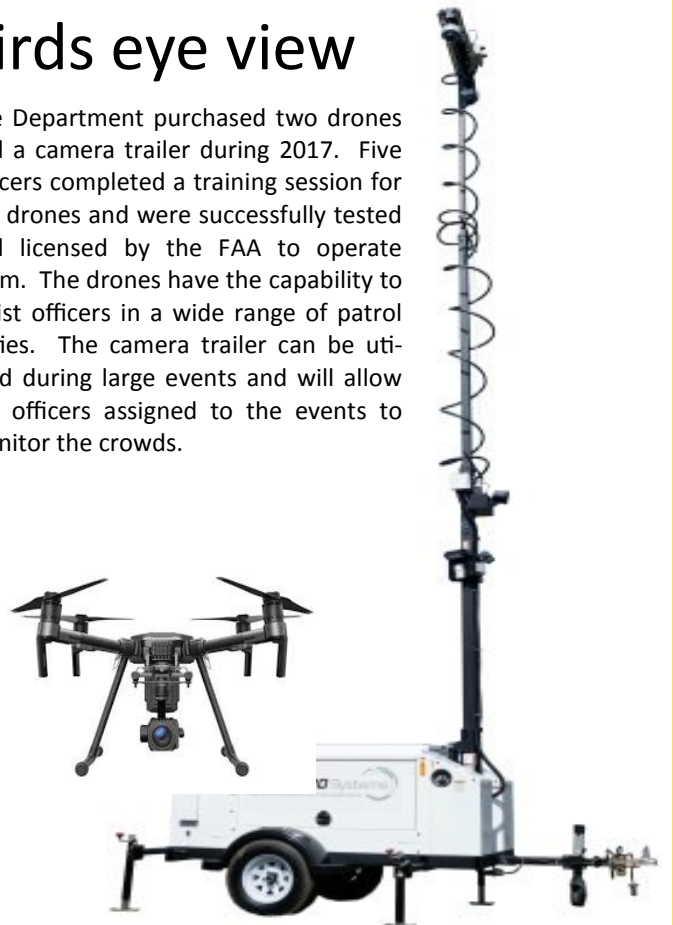 irds eye view
e Department purchased two drones
d a camera trailer during 2017. Five
icers completed a training session for
drones and were successfully tested
d licensed by the FAA to operate
m. The drones have the capability to
ist officers in a wide range of patrol
ies. The camera trailer can be uti-
d during large events and will allow
officers assigned to the events to
nitor the crowds.
Systems